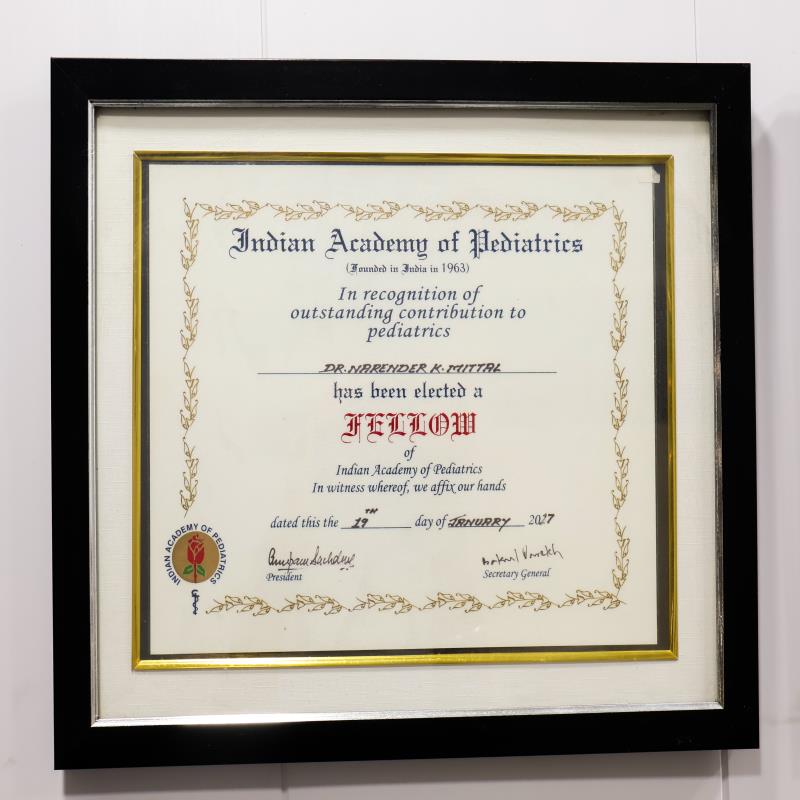 Indian Academy of Pediatrics
(Founded in India in 1963)
In recognition of
outstanding contribution to
pediatrics
DR. NARENDER K. MITTAL
has been elected a
FELLOW
of
Indian Academy of Pediatrics
In witness whereof, we affix our hands
dated this the 19TH day of JANUARY 2027
President
Secretary General
INDIAN ACADEMY OF PEDIATRICS